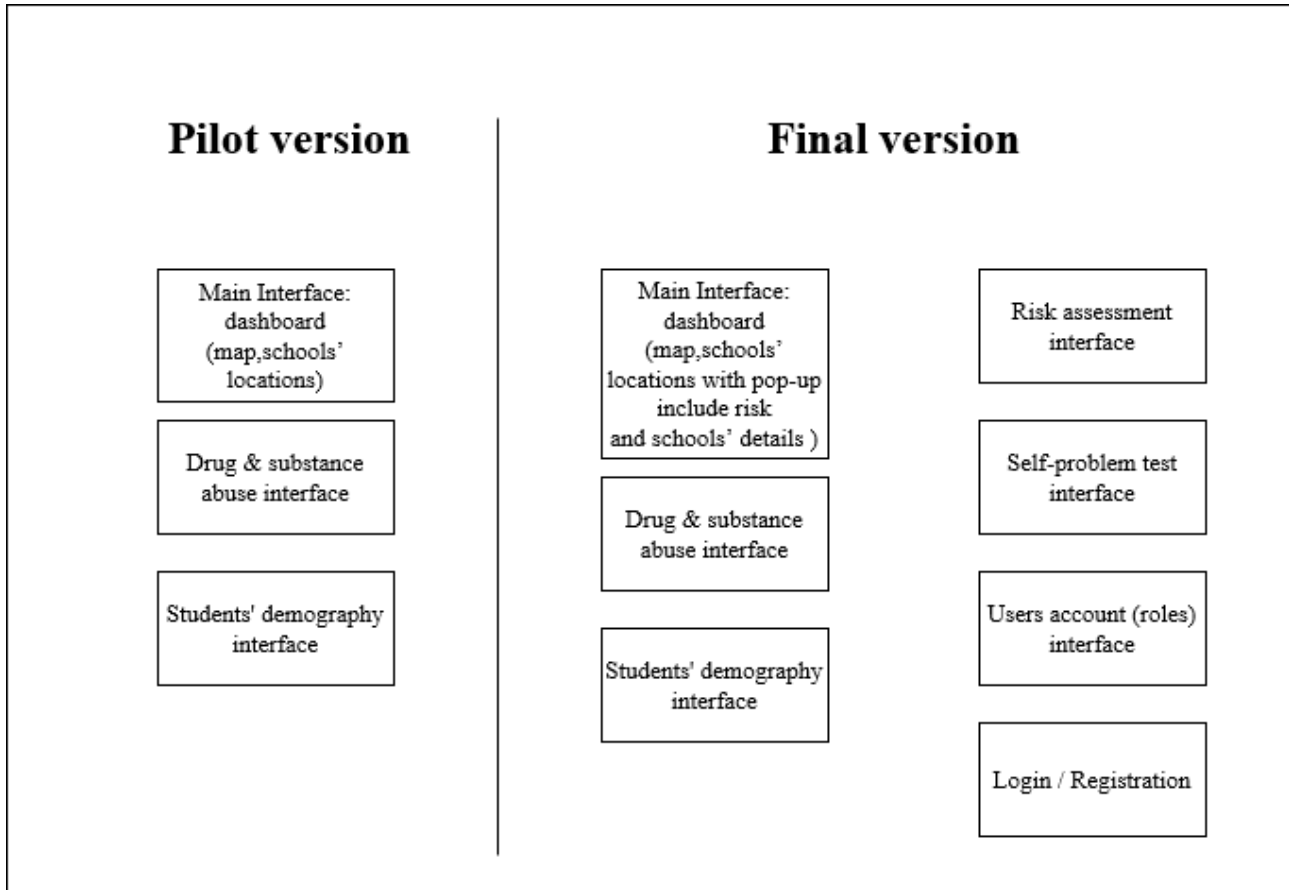 Pilot version
Main Interface:
dashboard
(map,schools’
locations)
Drug & substance
abuse interface
Students' demography
interface
Final version
Main Interface:
dashboard
(map,schools’
locations with pop-up
include risk
and schools’ details )
Drug & substance
abuse interface
Students' demography
interface
Risk assessment
interface
Self-problem test
interface
Users account (roles)
interface
Login / Registration